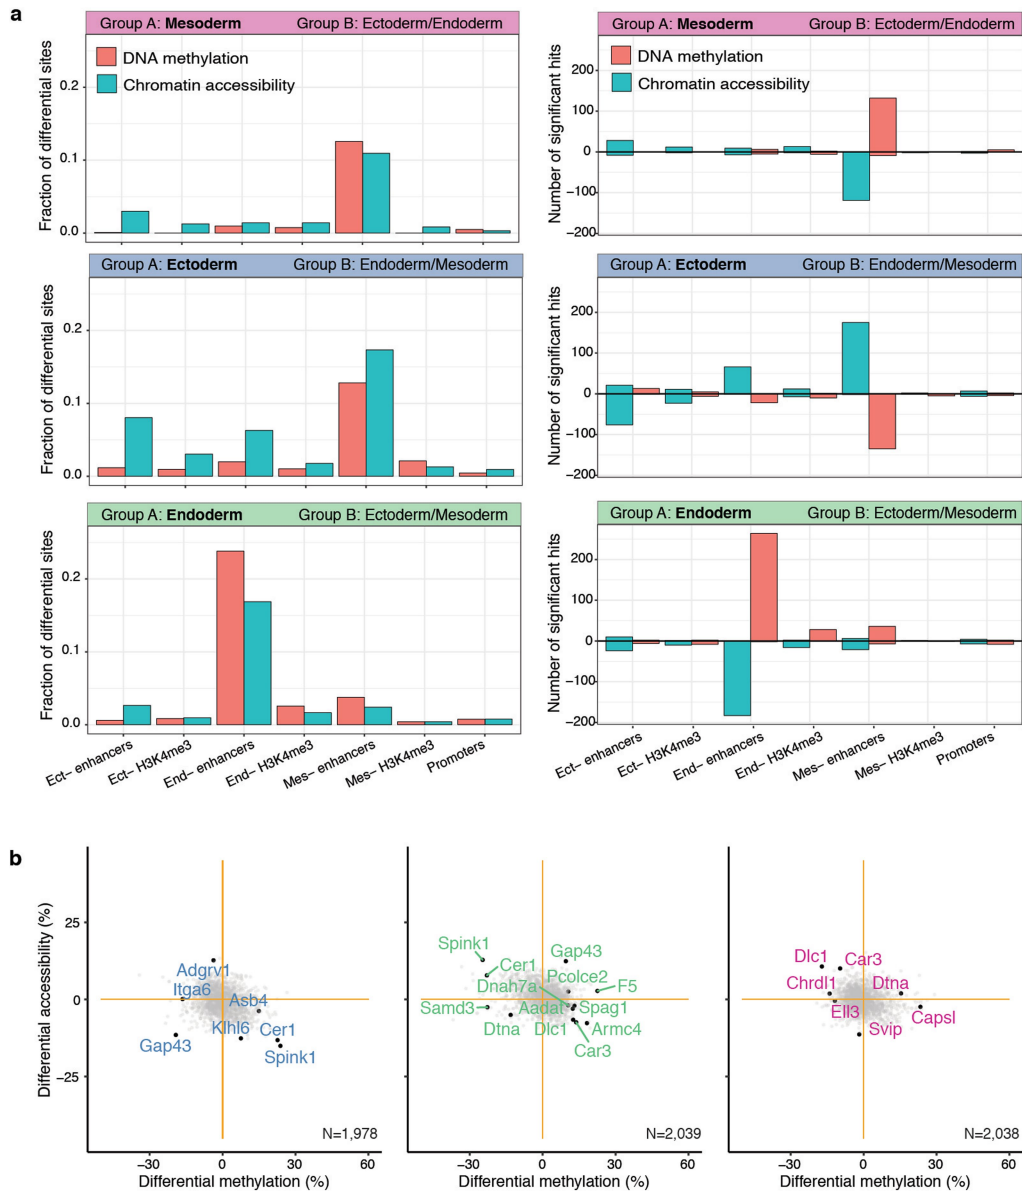 a
Group A: Mesoderm Group B: Ectoderm/Endoderm
Fraction of differential sites
DNA methylation
Chromatin accessibility
0.2
0.1
0.0
Group A: Mesoderm Group B: Ectoderm/Endoderm
Number of significant hits
DNA methylation
Chromatin accessibility
200
100
0
−100
−200
Group A: Ectoderm Group B: Endoderm/Mesoderm
Fraction of differential sites
0.2
0.1
0.0
Group A: Ectoderm Group B: Endoderm/Mesoderm
Number of significant hits
200
100
0
−100
−200
Group A: Endoderm Group B: Ectoderm/Mesoderm
Fraction of differential sites
0.2
0.1
0.0
Ect− enhancers
Ect− H3K4me3
End− enhancers
End− H3K4me3
Mes− enhancers
Mes− H3K4me3
Promoters
Group A: Endoderm Group B: Ectoderm/Mesoderm
Number of significant hits
200
100
0
−100
−200
Ect− enhancers
Ect− H3K4me3
End− enhancers
End− H3K4me3
Mes− enhancers
Mes− H3K4me3
Promoters
b
Differential accessibility (%)
25
0
−25
Adgrv1
Itga6
Asb4
Klhl6
Cer1
Gap43
Spink1
N=1,978
−30 0 30 60
Differential methylation (%)
Spink1
Gap43
Cer1
Pcolce2
Dnah7a
F5
Samd3
Aadat
Spag1
Dtna
Dlc1
Armc4
Car3
N=2,039
−30 0 30 60
Differential methylation (%)
Dlc1
Car3
Chrdl1
Dtna
Ell3
Capsl
Svip
N=2,038
−30 0 30 60
Differential methylation (%)